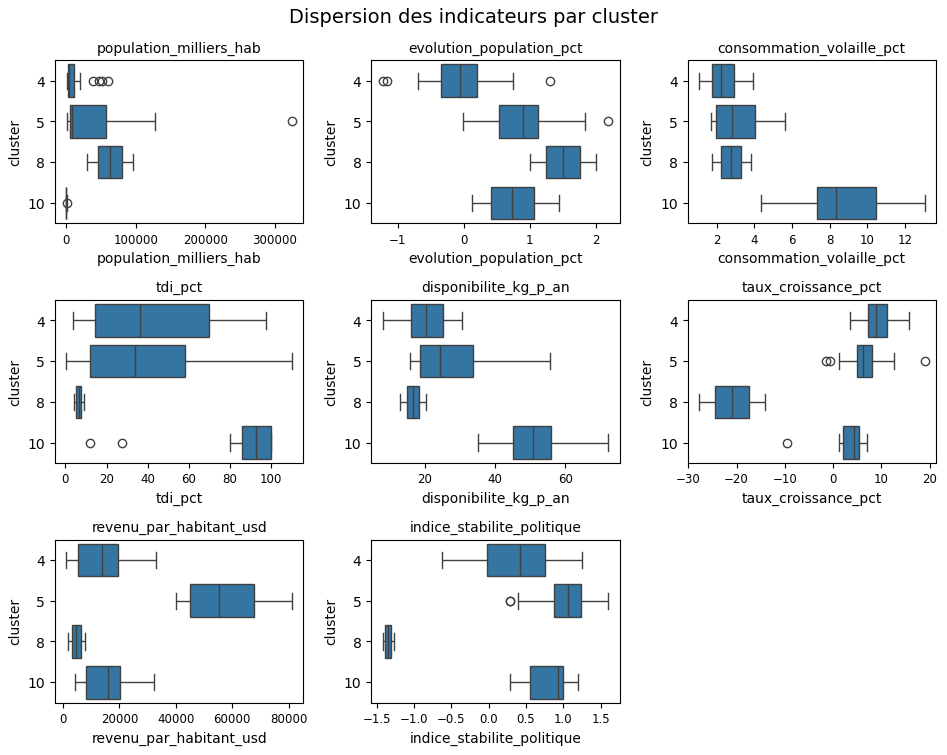 Dispersion des indicateurs par cluster
population_milliers_hab
cluster
4
5
8
10
0
100000
200000
300000
population_milliers_hab
evolution_population_pct
cluster
4
5
8
10
−1
0
1
2
evolution_population_pct
consommation_volaille_pct
cluster
4
5
8
10
2
4
6
8
10
12
consommation_volaille_pct
tdi_pct
cluster
4
5
8
10
0
20
40
60
80
100
tdi_pct
disponibilite_kg_p_an
cluster
4
5
8
10
20
40
60
disponibilite_kg_p_an
taux_croissance_pct
cluster
4
5
8
10
−30
−20
−10
0
10
20
taux_croissance_pct
revenu_par_habitant_usd
cluster
4
5
8
10
0
20000
40000
60000
80000
revenu_par_habitant_usd
indice_stabilite_politique
cluster
4
5
8
10
−1.5
−1.0
−0.5
0.0
0.5
1.0
1.5
indice_stabilite_politique